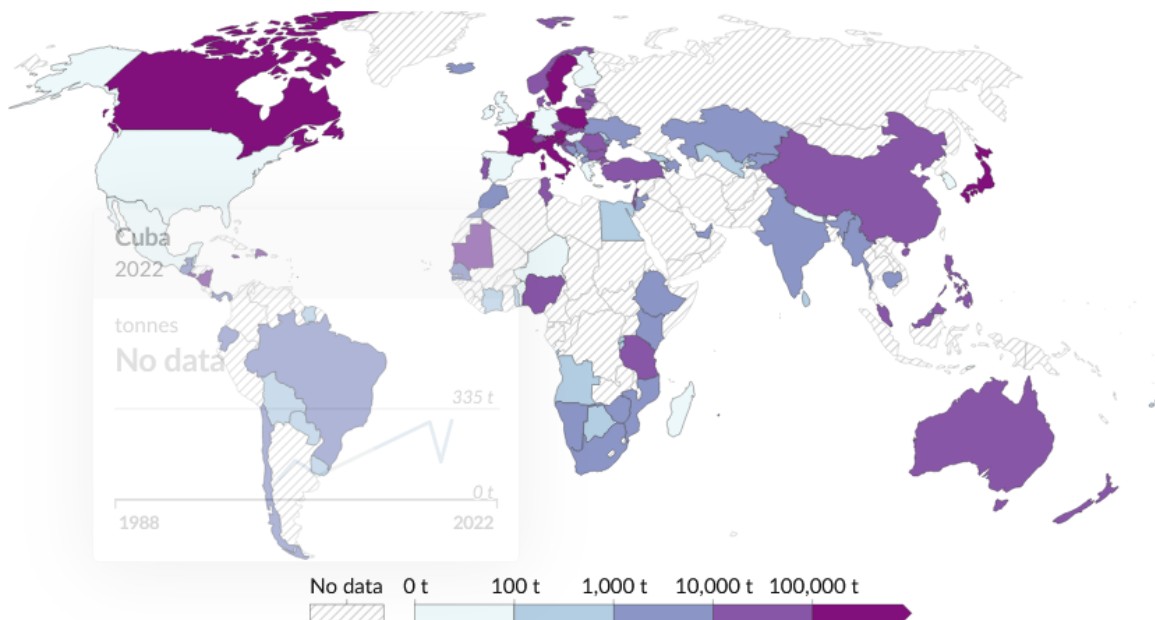 Cuba
2022
tonnes
No data
335 t
0 t
1988 2022
No data 0 t 100 t 1,000 t 10,000 t 100,000 t